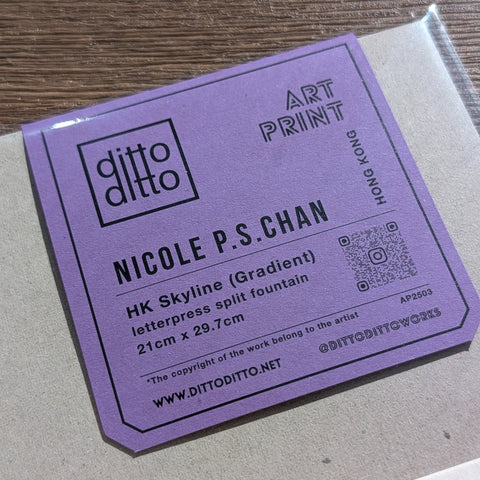 ditto
ditto
ART
PRINT
HONG KONG
NICOLE P.S.CHAN
HK Skyline (Gradient)
letterpress split fountain
21cm x 29.7cm
AP2503
*The copyright of the work belong to the artist
WWW.DITTODITTO.NET
@DITTODITTOWORKS